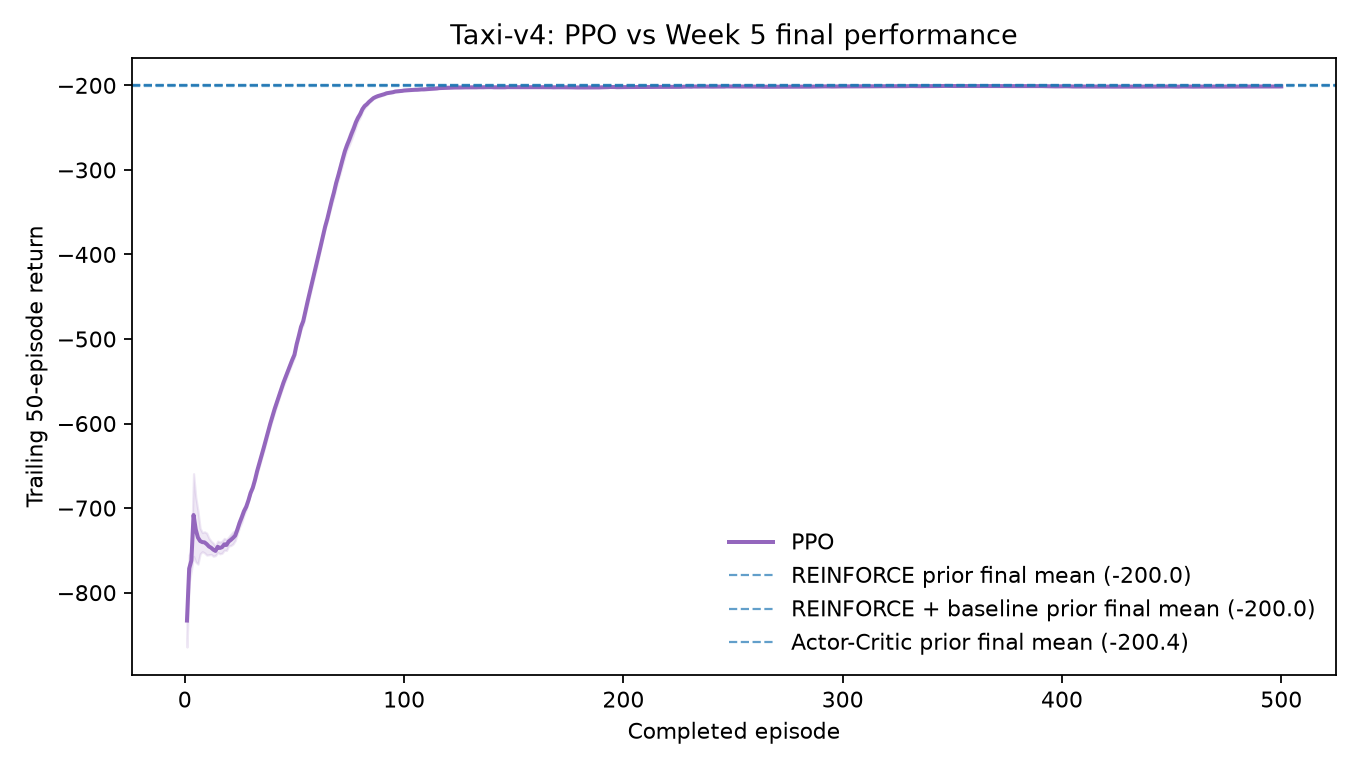 Taxi-v4: PPO vs Week 5 final performance
Trailing 50-episode return
−200
−300
−400
−500
−600
−700
−800
PPO
REINFORCE prior final mean (-200.0)
REINFORCE + baseline prior final mean (-200.0)
Actor-Critic prior final mean (-200.4)
0 100 200 300 400 500
Completed episode